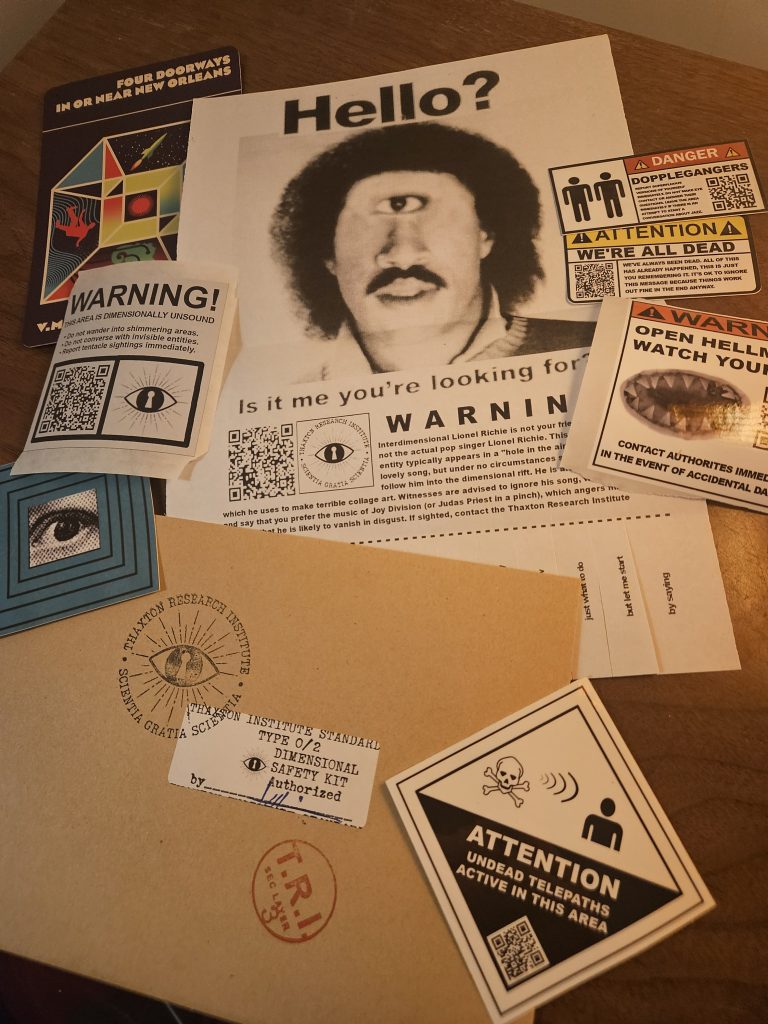 FOUR DOORWAYS
IN OR NEAR NEW ORLEANS
Hello?
Is it me you're looking for?
WARNIN
Interdimensional Lionel Richie is not your frie
not the actual pop singer Lionel Richie. This
entity typically appears in a "hole in the air
lovely song, but under no circumstances
follow him into the dimensional rift. He is
which he uses to make terrible collage art. Witnesses are advised to ignore his song,
and say that you prefer the music of Joy Division (or Judas Priest in a pinch), which angers
that he is likely to vanish in disgust. If sighted, contact the Thaxton Research Institute
THAXTON RESEARCH INSTITUTE
SCIENTIA GRATIA SCIENTIA
just what to do
but let me start
by saying
DANGER
DOPPLEGANGERS
ATTENTION
WE'RE ALL DEAD
WE'VE ALWAYS BEEN DEAD. ALL OF THIS
HAS ALREADY HAPPENED, THIS IS JUST
YOU REMEMBERING IT. IT'S OK TO IGNORE
THIS MESSAGE BECAUSE THINGS WORK
OUT FINE IN THE END ANYWAY.
WARN
OPEN HELLM
WATCH YOUR
CONTACT AUTHORITES IMMED
IN THE EVENT OF ACCIDENTAL DA
V.M
WARNING!
THIS AREA IS DIMENSIONALLY UNSOUND
• Do not wander into shimmering areas.
• Do not converse with invisible entities.
• Report tentacle sightings immediately.
THAXTON RESEARCH INSTITUTE
SCIENTIA GRATIA SCIENTIA
THAXTON INSTITUTE STANDARD
TYPE O/2
DIMENSIONAL
SAFETY KIT
Authorized
by
T.R.I.
SEC LAYER
3
ATTENTION
UNDEAD TELEPATHS
ACTIVE IN THIS AREA